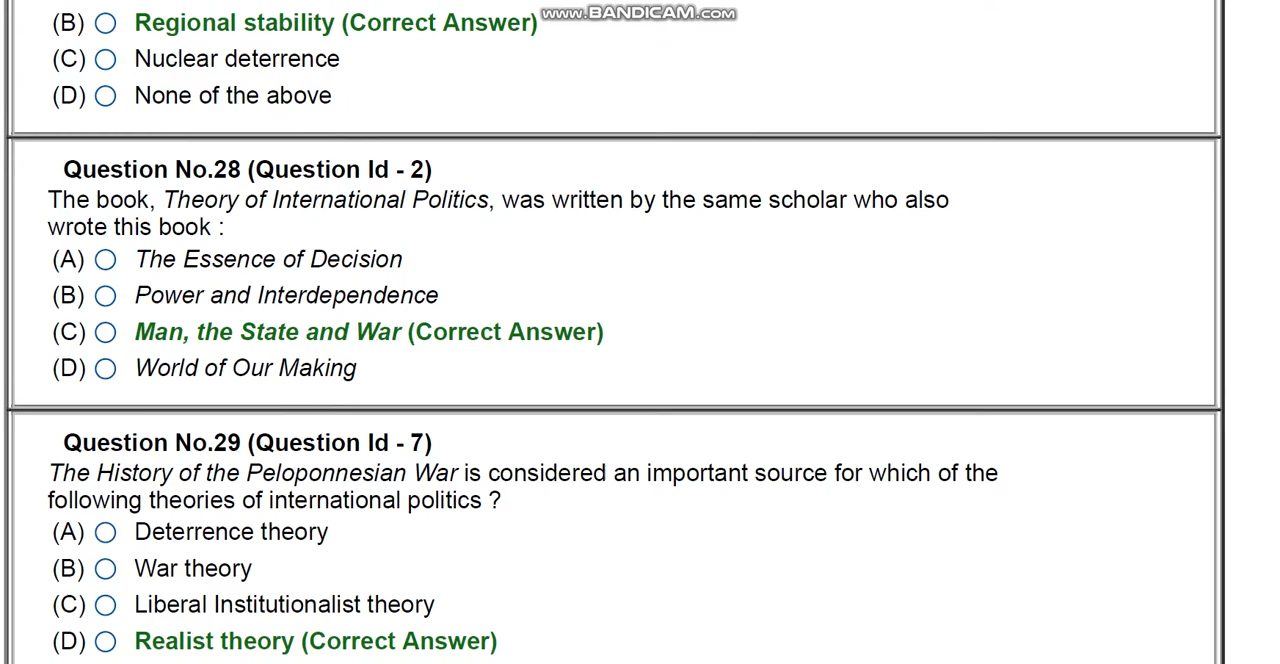 www.BANDICAM.com
(B) Regional stability (Correct Answer)
(C) Nuclear deterrence
(D) None of the above
Question No.28 (Question Id - 2)
The book, Theory of International Politics, was written by the same scholar who also
wrote this book :
(A) The Essence of Decision
(B) Power and Interdependence
(C) Man, the State and War (Correct Answer)
(D) World of Our Making
Question No.29 (Question Id - 7)
The History of the Peloponnesian War is considered an important source for which of the
following theories of international politics ?
(A) Deterrence theory
(B) War theory
(C) Liberal Institutionalist theory
(D) Realist theory (Correct Answer)